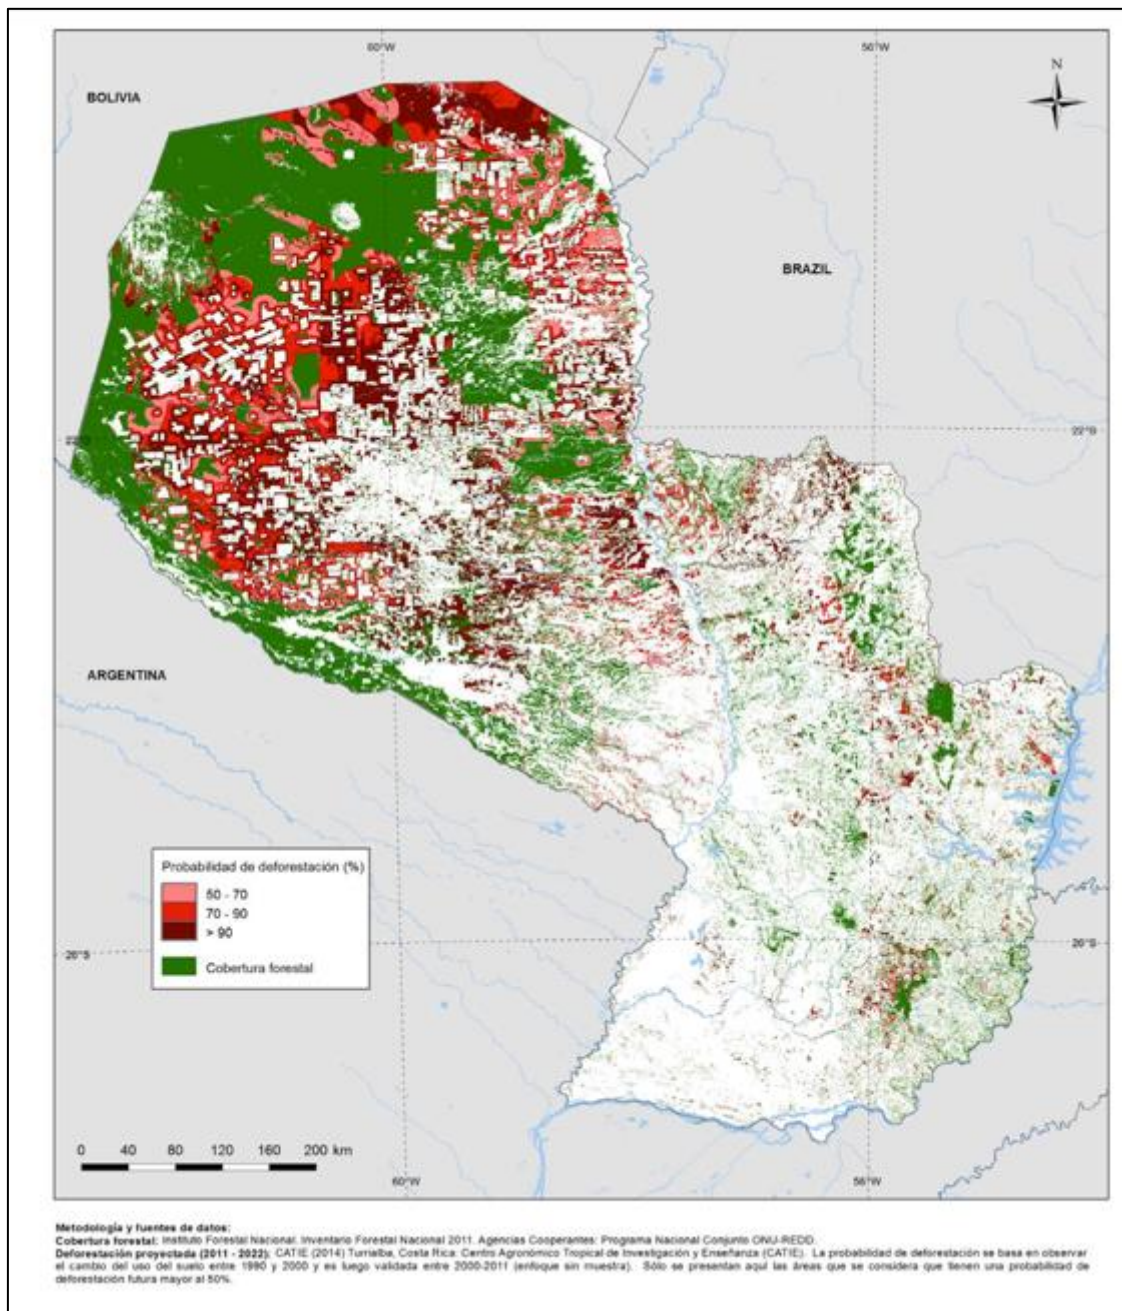 60°W
56°W
N
BOLIVIA
BRAZIL
22°S
22°S
ARGENTINA
Probabilidad de deforestación (%)
50 - 70
70 - 90
> 90
Cobertura forestal
26°S
26°S
0 40 80 120 160 200 km
60°W
56°W
Metodología y fuentes de datos:
Cobertura forestal: Instituto Forestal Nacional. Inventario Forestal Nacional 2011. Agencias Cooperantes: Programa Nacional Conjunto ONU-REDD.
Deforestación proyectada (2011 - 2022): CATIE (2014) Turrialba, Costa Rica: Centro Agronómico Tropical de Investigación y Enseñanza (CATIE). La probabilidad de deforestación se basa en observar
el cambio del uso del suelo entre 1990 y 2000 y es luego validada entre 2000-2011 (enfoque sin muestra). Sólo se presentan aquí las áreas que se considera que tienen una probabilidad de
deforestación futura mayor al 50%.